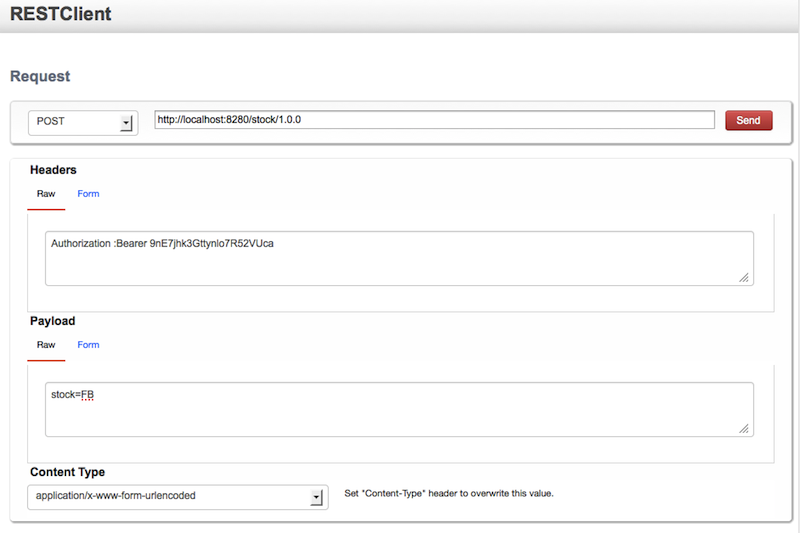 RESTClient
Request
POST
http://localhost:8280/stock/1.0.0
Send
Headers
Raw
Form
Authorization :Bearer 9nE7jhk3Gttynlo7R52VUca
Payload
Raw
Form
stock=FB
Content Type
application/x-www-form-urlencoded
Set "Content-Type" header to overwrite this value.